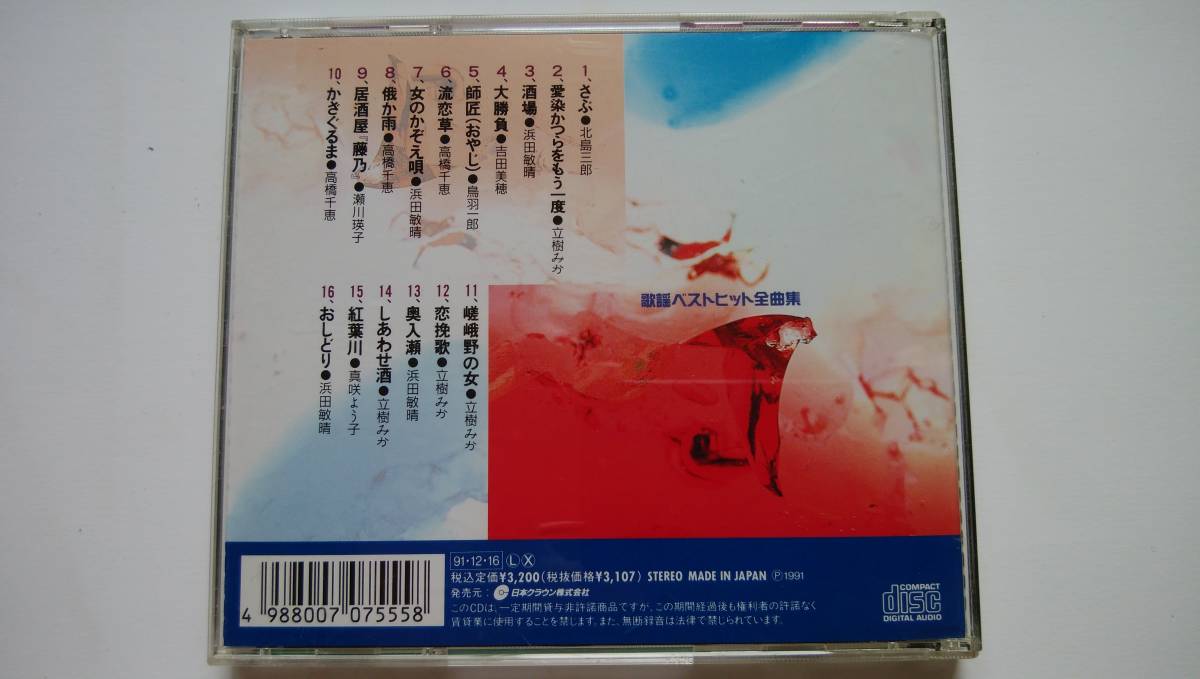 1、さぶ●北島三郎
2、愛染かつらをもう一度●立樹みか
3、酒場●浜田敏晴
4、大勝負●吉田美穂
5、師匠(おやじ)●鳥羽一郎
6、流恋草●高橋千恵
7、女のかぞえ唄●浜田敏晴
8、俄か雨●高橋千恵
9、居酒屋『藤乃』●瀬川瑛子
10、かざぐるま●高橋千恵
11、嵯峨野の女●立樹みか
12、恋挽歌●立樹みか
13、奥入瀬●浜田敏晴
14、しあわせ酒●立樹みか
15、紅葉川●真咲よう子
16、おしどり●浜田敏晴
歌謡ベストヒット全曲集
91・12・16 Ⓛ Ⓧ
税込定価¥3,200(税抜価格¥3,107) STEREO MADE IN JAPAN Ⓟ1991
発売元: 日本クラウン株式会社
このCDは、一定期間貸与非許諾商品ですが、この期間経過後も権利者の許諾なく
賃貸業に使用することを禁じます。また、無断録音は法律で禁じられています。
4 988007 075558
COMPACT
disc
DIGITAL AUDIO